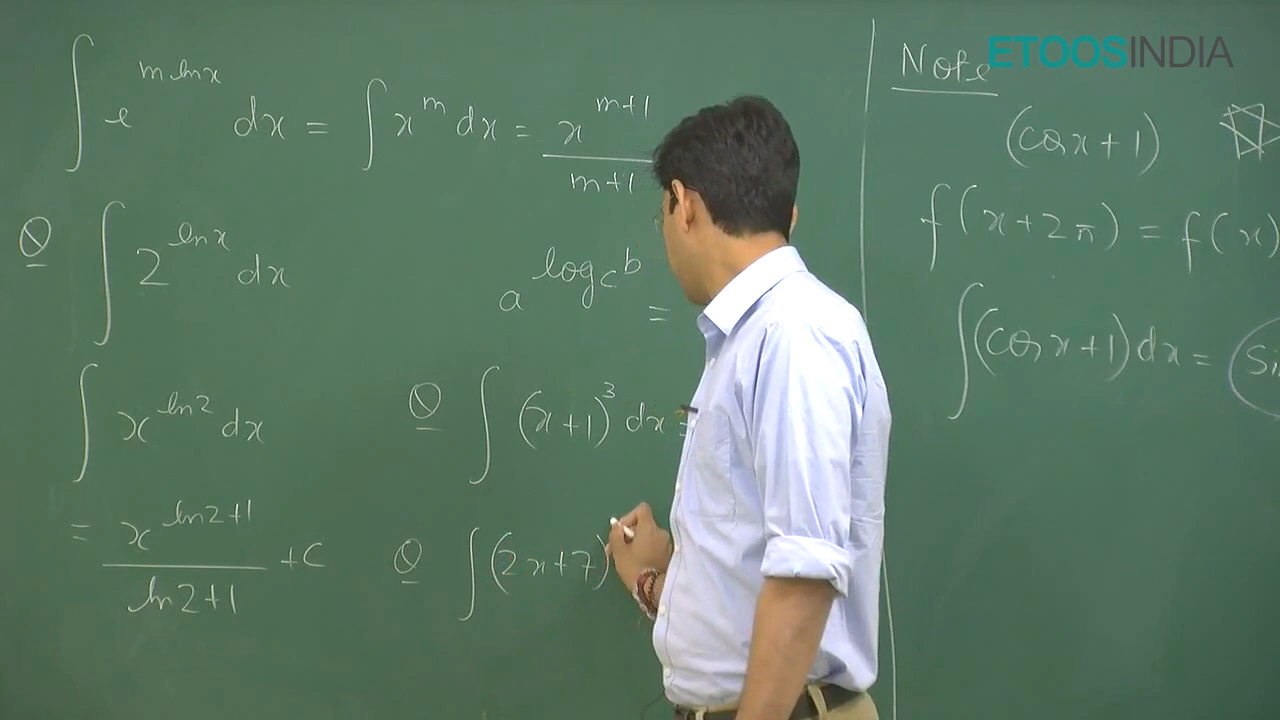 ∫ e^(m ln x) dx = ∫ x^m dx = x^(m+1) / m+1
Q ∫ 2^(ln x) dx
a^(log_c b) =
∫ x^(ln 2) dx
= x^(ln 2+1) / ln 2+1 + C
Q ∫ (x+1)^3 dx =
Q ∫ (2x+7)
ETOOSINDIA
Note
(cos x + 1)
f(x+2π) = f(x)
∫ (cos x + 1) dx =